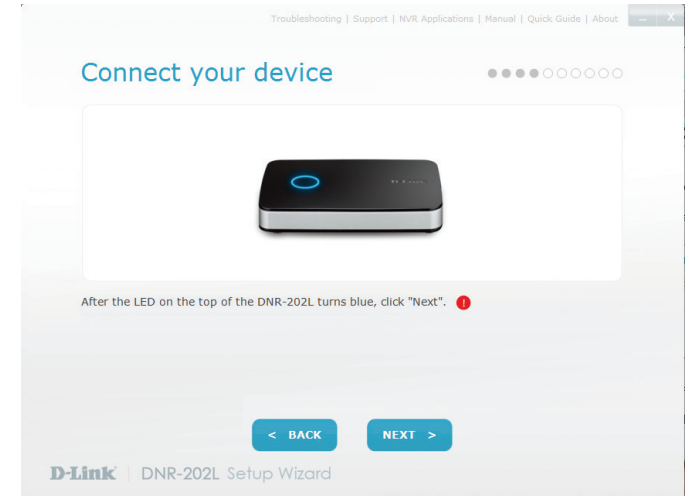 Troubleshooting | Support | NVR Applications | Manual | Quick Guide | About
Connect your device
D-Link
After the LED on the top of the DNR-202L turns blue, click "Next". !
< BACK NEXT >
D-Link DNR-202L Setup Wizard